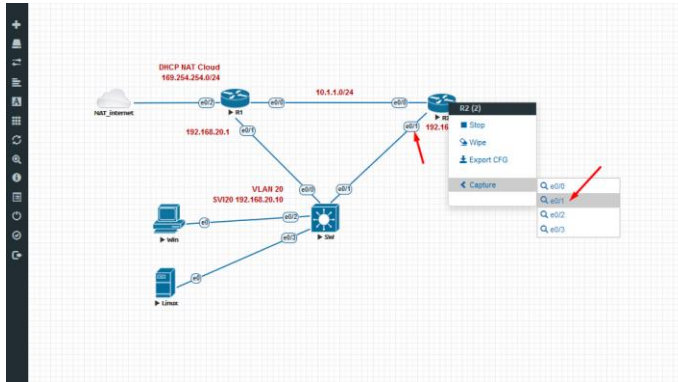 DHCP NAT Cloud
169.254.254.0/24
NAT_internet
e0/2
R1
e0/0
10.1.1.0/24
e0/0
R2 (2)
Stop
Wipe
Export CFG
Capture
e0/0
e0/1
e0/2
e0/3
192.168.20.1
e0/1
e0/1
192.16
VLAN 20
SVI20 192.168.20.10
e0/0
e0/1
Win
e0
e0/2
SW
e0/3
Linux
e0